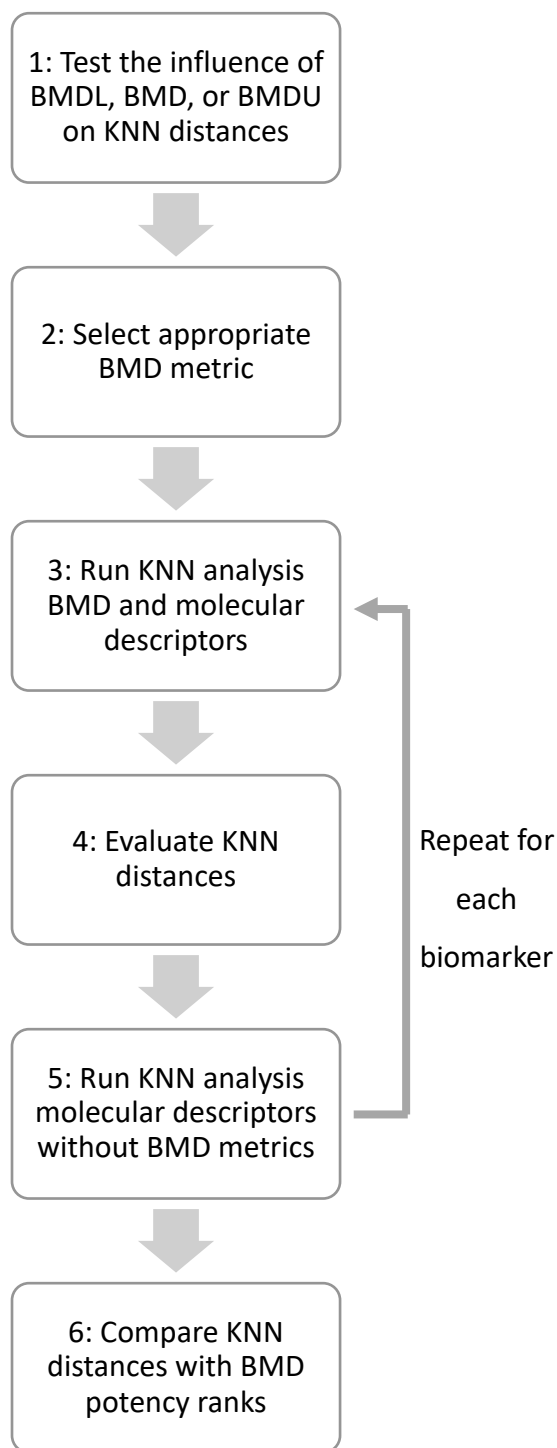 1: Test the influence of
BMDL, BMD, or BMDU
on KNN distances
2: Select appropriate
BMD metric
3: Run KNN analysis
BMD and molecular
descriptors
4: Evaluate KNN
distances
Repeat for
each
biomarker
5: Run KNN analysis
molecular descriptors
without BMD metrics
6: Compare KNN
distances with BMD
potency ranks